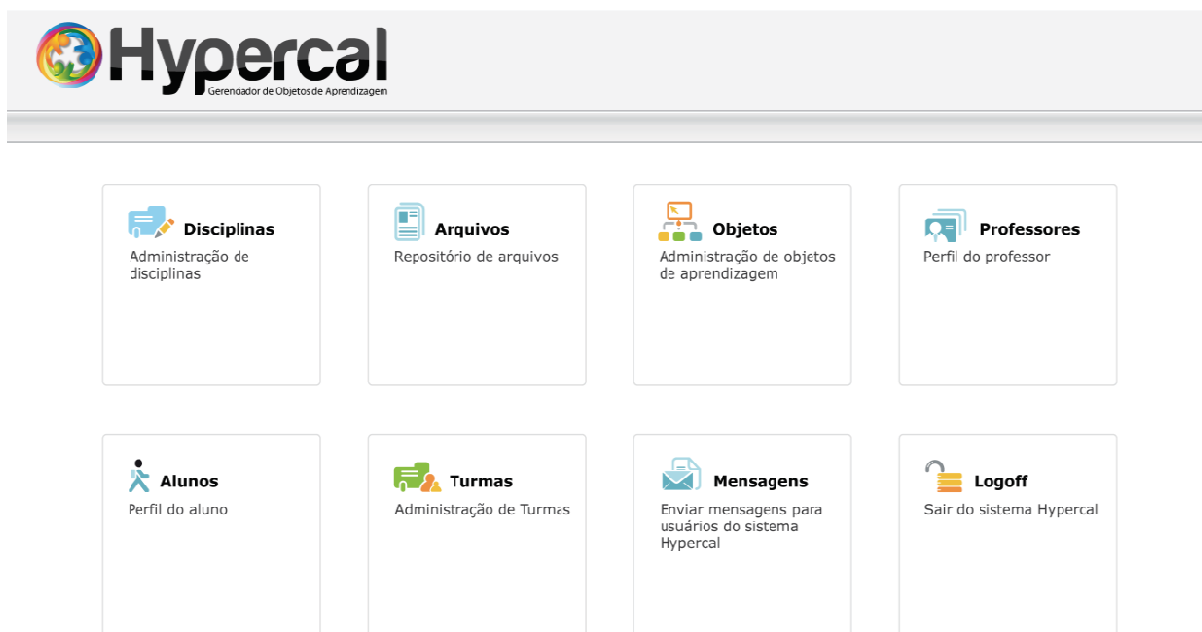 Hypercal
Gerenciador de Objetos de Aprendizagem
Disciplinas
Administração de
disciplinas
Arquivos
Repositório de arquivos
Objetos
Administração de objetos
de aprendizagem
Professores
Perfil do professor
Alunos
Perfil do aluno
Turmas
Administração de Turmas
Mensagens
Enviar mensagens para
usuários do sistema
Hypercal
Logoff
Sair do sistema Hypercal